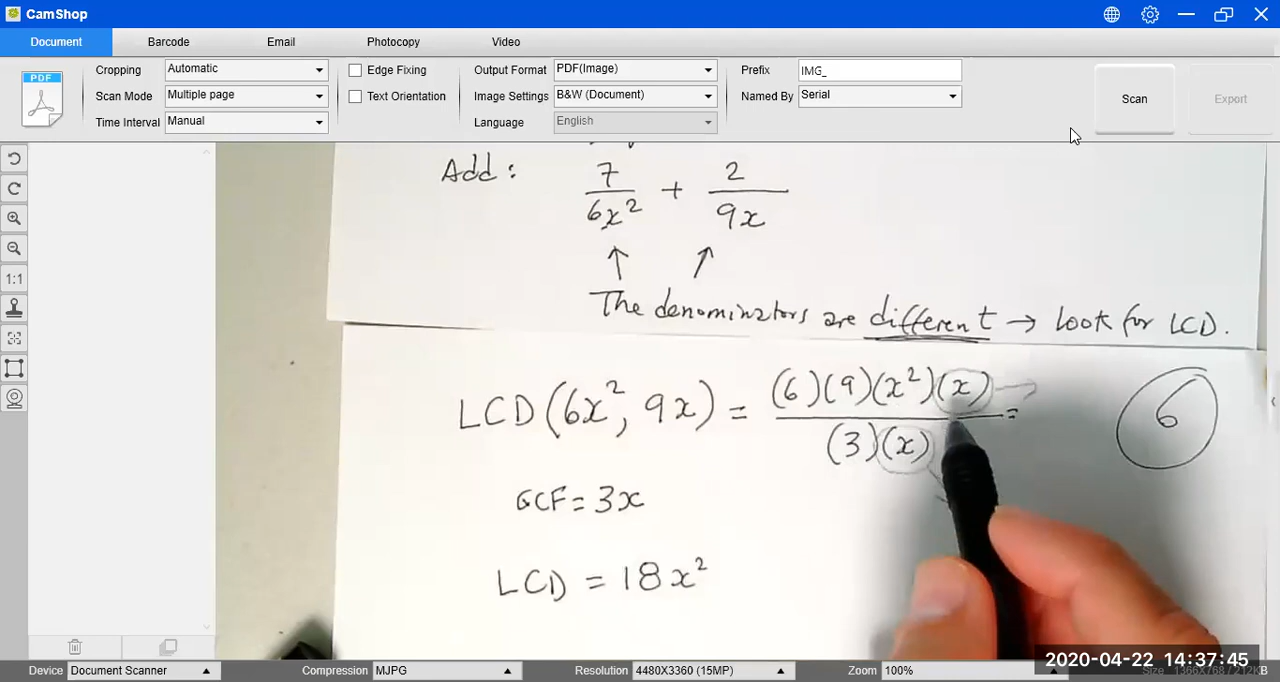 CamShop
Document Barcode Email Photocopy Video
Cropping Automatic Edge Fixing Output Format PDF(Image) Prefix IMG_
Scan Mode Multiple page Text Orientation Image Settings B&W (Document) Named By Serial
Time Interval Manual Language English
PDF
Scan Export
1:1
Add : 7/6x² + 2/9x
The denominators are different → look for LCD.
LCD(6x², 9x) = (6)(9)(x²)(x)/(3)(x) =
6
GCF = 3x
LCD = 18x²
2020-04-22 14:37:45
Device Document Scanner Compression MJPG Resolution 4480X3360 (15MP) Zoom 100%